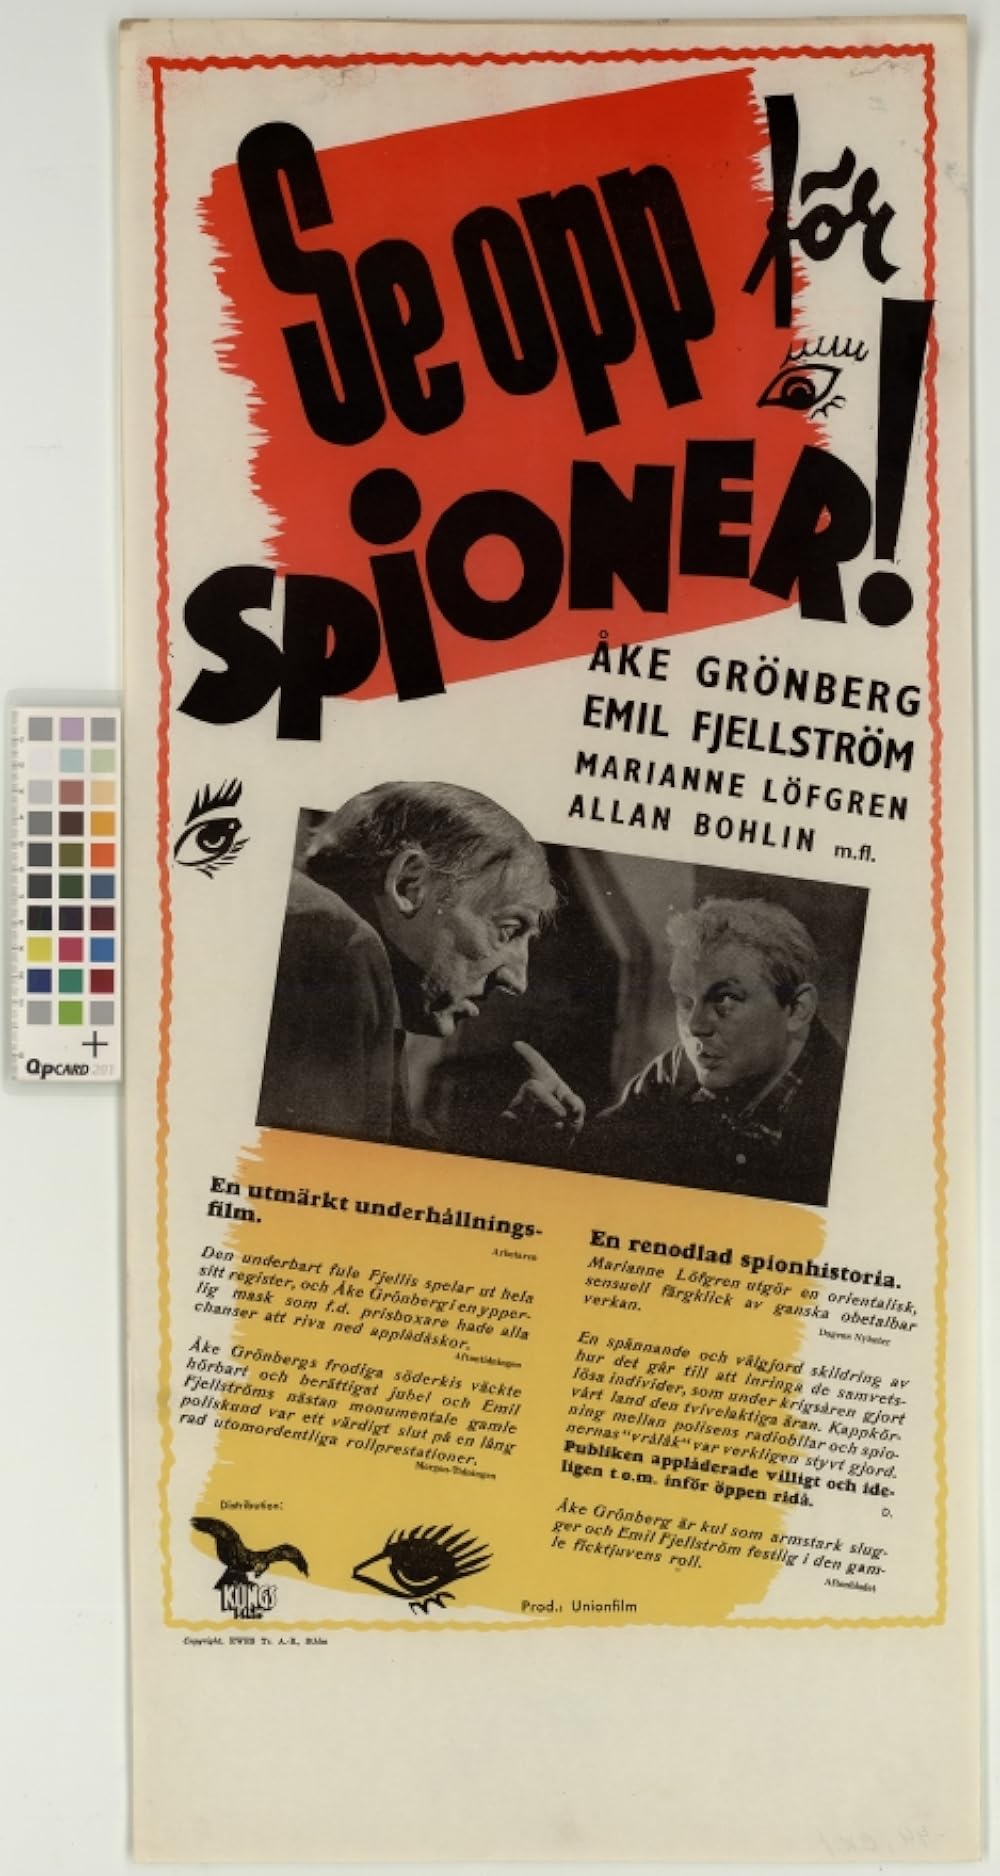 Se opp för
SPIONER!
ÅKE GRÖNBERG
EMIL FJELLSTRÖM
MARIANNE LÖFGREN
ALLAN BOHLIN m.fl.
QPCARD 201
En utmärkt underhållnings-
film.
Arbetaren
Den underbart fule Fjellis spelar ut hela
sitt register, och Åke Grönberg i en ypper-
lig mask som f.d. prisboxare hade alla
chanser att riva ned applådåskor.
Aftontidningen
Åke Grönbergs frodiga söderkis väckte
hörbart och berättigat jubel och Emil
Fjellströms nästan monumentale gamle
poliskund var ett värdigt slut på en lång
rad utomordentliga rollprestationer.
Morgon-Tidningen
En renodlad spionhistoria.
Marianne Löfgren utgör en orientalisk,
sensuell färgklick av ganska obetalbar
verkan.
Dagens Nyheter
En spännande och välgjord skildring av
hur det går till att inringa de samvets-
lösa individer, som under krigsåren gjort
vårt land den tvivelaktiga äran. Kappkör-
ning mellan polisens radiobilar och spio-
nernas "vrålåk" var verkligen styvt gjord.
Publiken applåderade villigt och ide-
ligen t.o.m. inför öppen ridå.
D.
Åke Grönberg är kul som armstark slug-
ger och Emil Fjellström festlig i den gam-
le ficktjuvens roll.
Aftonbladet
Distribution:
KUNGS
FILM
Prod.: Unionfilm
Copyright. EWES Tr. A.-B., Sthlm